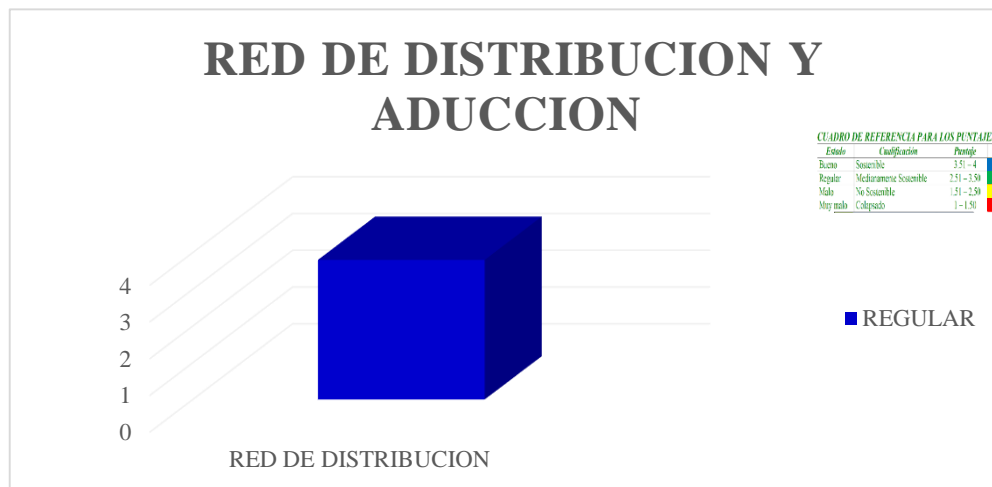 RED DE DISTRIBUCION Y
ADUCCION
CUADRO DE REFERENCIA PARA LOS PUNTAJE
Estado Cualificación Puntaje
Bueno Sostenible 3.51 – 4
Regular Medianamente Sostenible 2.51 – 3.50
Malo No Sostenible 1.51 – 2.50
Muy malo Colapsado 1 – 1.50
4
3
2
1
0
REGULAR
RED DE DISTRIBUCION